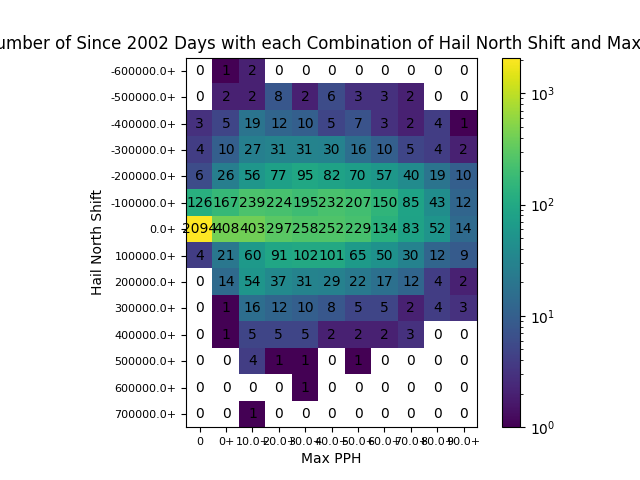 umber of Since 2002 Days with each Combination of Hail North Shift and Max
-600000.0+ 0 1 2 0 0 0 0 0 0 0 0
-500000.0+ 0 2 2 8 2 6 3 3 2 0 0
-400000.0+ 3 5 19 12 10 5 7 3 2 4 1
-300000.0+ 4 10 27 31 31 30 16 10 5 4 2
-200000.0+ 6 26 56 77 95 82 70 57 40 19 10
-100000.0+ 126 167 239 224 195 232 207 150 85 43 12
0.0+ 2094 408 403 297 258 252 229 134 83 52 14
100000.0+ 4 21 60 91 102 101 65 50 30 12 9
200000.0+ 0 14 54 37 31 29 22 17 12 4 2
300000.0+ 0 1 16 12 10 8 5 5 2 4 3
400000.0+ 0 1 5 5 5 2 2 2 3 0 0
500000.0+ 0 0 4 1 1 0 1 0 0 0 0
600000.0+ 0 0 0 0 1 0 0 0 0 0 0
700000.0+ 0 0 1 0 0 0 0 0 0 0 0
0 0+ 10.0+ 20.0+ 30.0+ 40.0+ 50.0+ 60.0+ 70.0+ 80.0+ 90.0+
Max PPH
Hail North Shift
10³
10²
10¹
10⁰